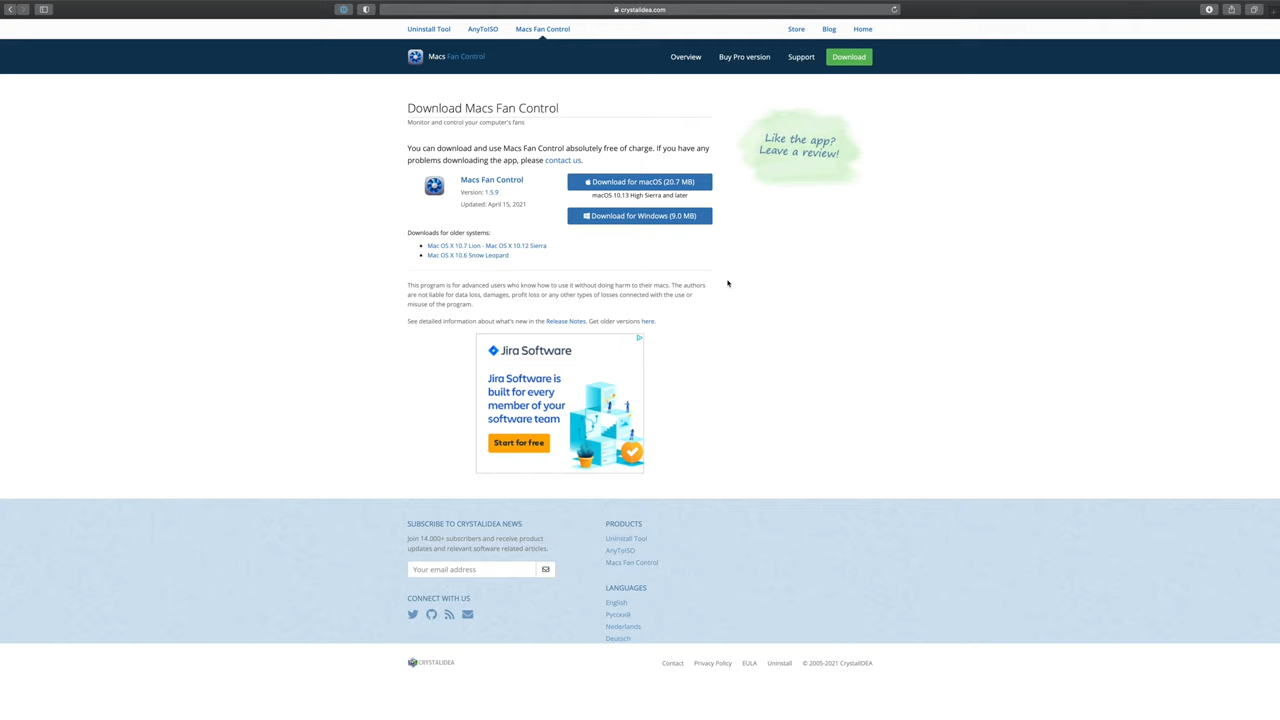 crystalidea.com
Uninstall Tool
AnyToISO
Macs Fan Control
Store
Blog
Home
Macs Fan Control
Overview
Buy Pro version
Support
Download
Download Macs Fan Control
Monitor and control your computer's fans
You can download and use Macs Fan Control absolutely free of charge. If you have any
problems downloading the app, please contact us.
Macs Fan Control
Version: 1.5.9
Updated: April 15, 2021
Download for macOS (20.7 MB)
macOS 10.13 High Sierra and later
Download for Windows (9.0 MB)
Like the app?
Leave a review!
Downloads for older systems:
Mac OS X 10.7 Lion - Mac OS X 10.12 Sierra
Mac OS X 10.6 Snow Leopard
This program is for advanced users who know how to use it without doing harm to their macs. The authors
are not liable for data loss, damages, profit loss or any other types of losses connected with the use or
misuse of the program.
See detailed information about what's new in the Release Notes. Get older versions here.
Jira Software
Jira Software is
built for every
member of your
software team
Start for free
SUBSCRIBE TO CRYSTALIDEA NEWS
Join 14.000+ subscribers and receive product
updates and relevant software related articles.
Your email address
CONNECT WITH US
PRODUCTS
Uninstall Tool
AnyToISO
Macs Fan Control
LANGUAGES
English
Русский
Nederlands
Deutsch
CRYSTALIDEA
Contact
Privacy Policy
EULA
Uninstall
© 2005-2021 CrystalIDEA